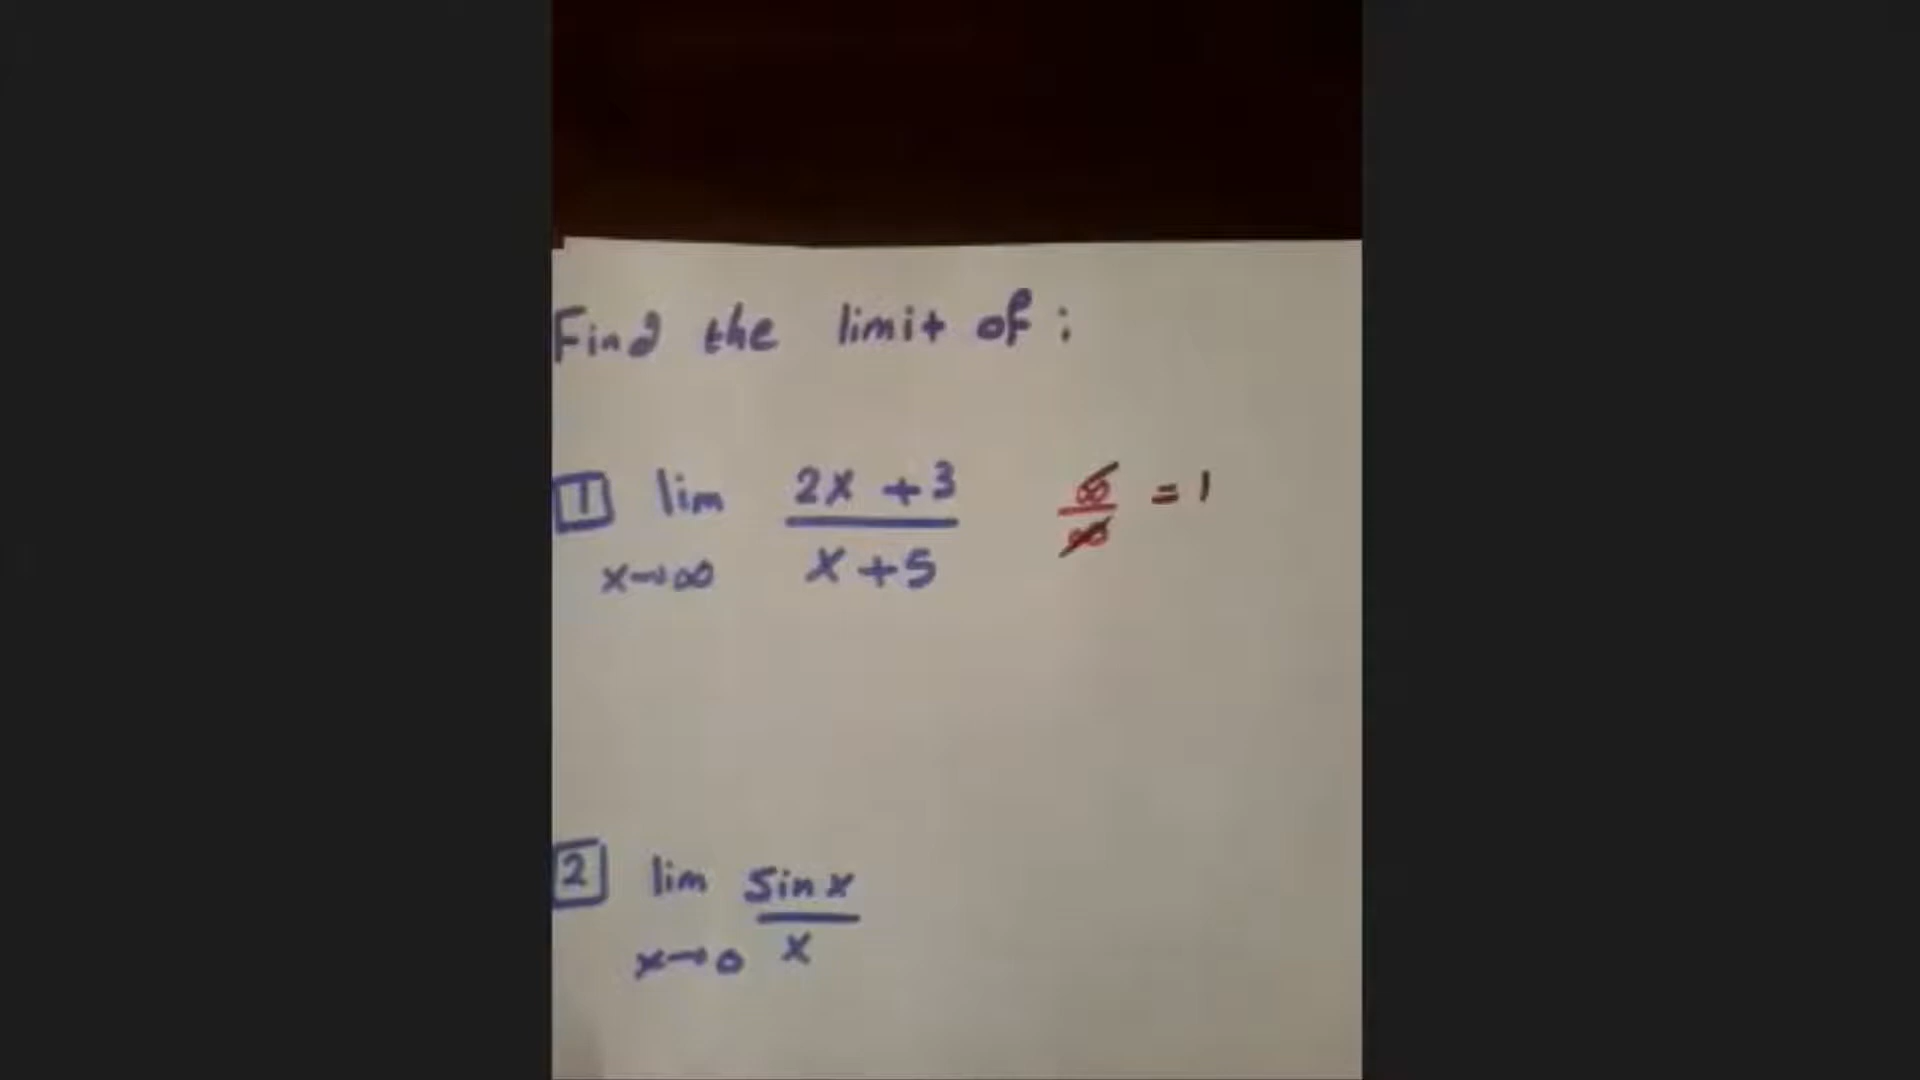 Find the limit of :
1 lim 2x + 3 / x + 5 ∞ / ∞ = 1
x→∞
2 lim sin x / x
x→0